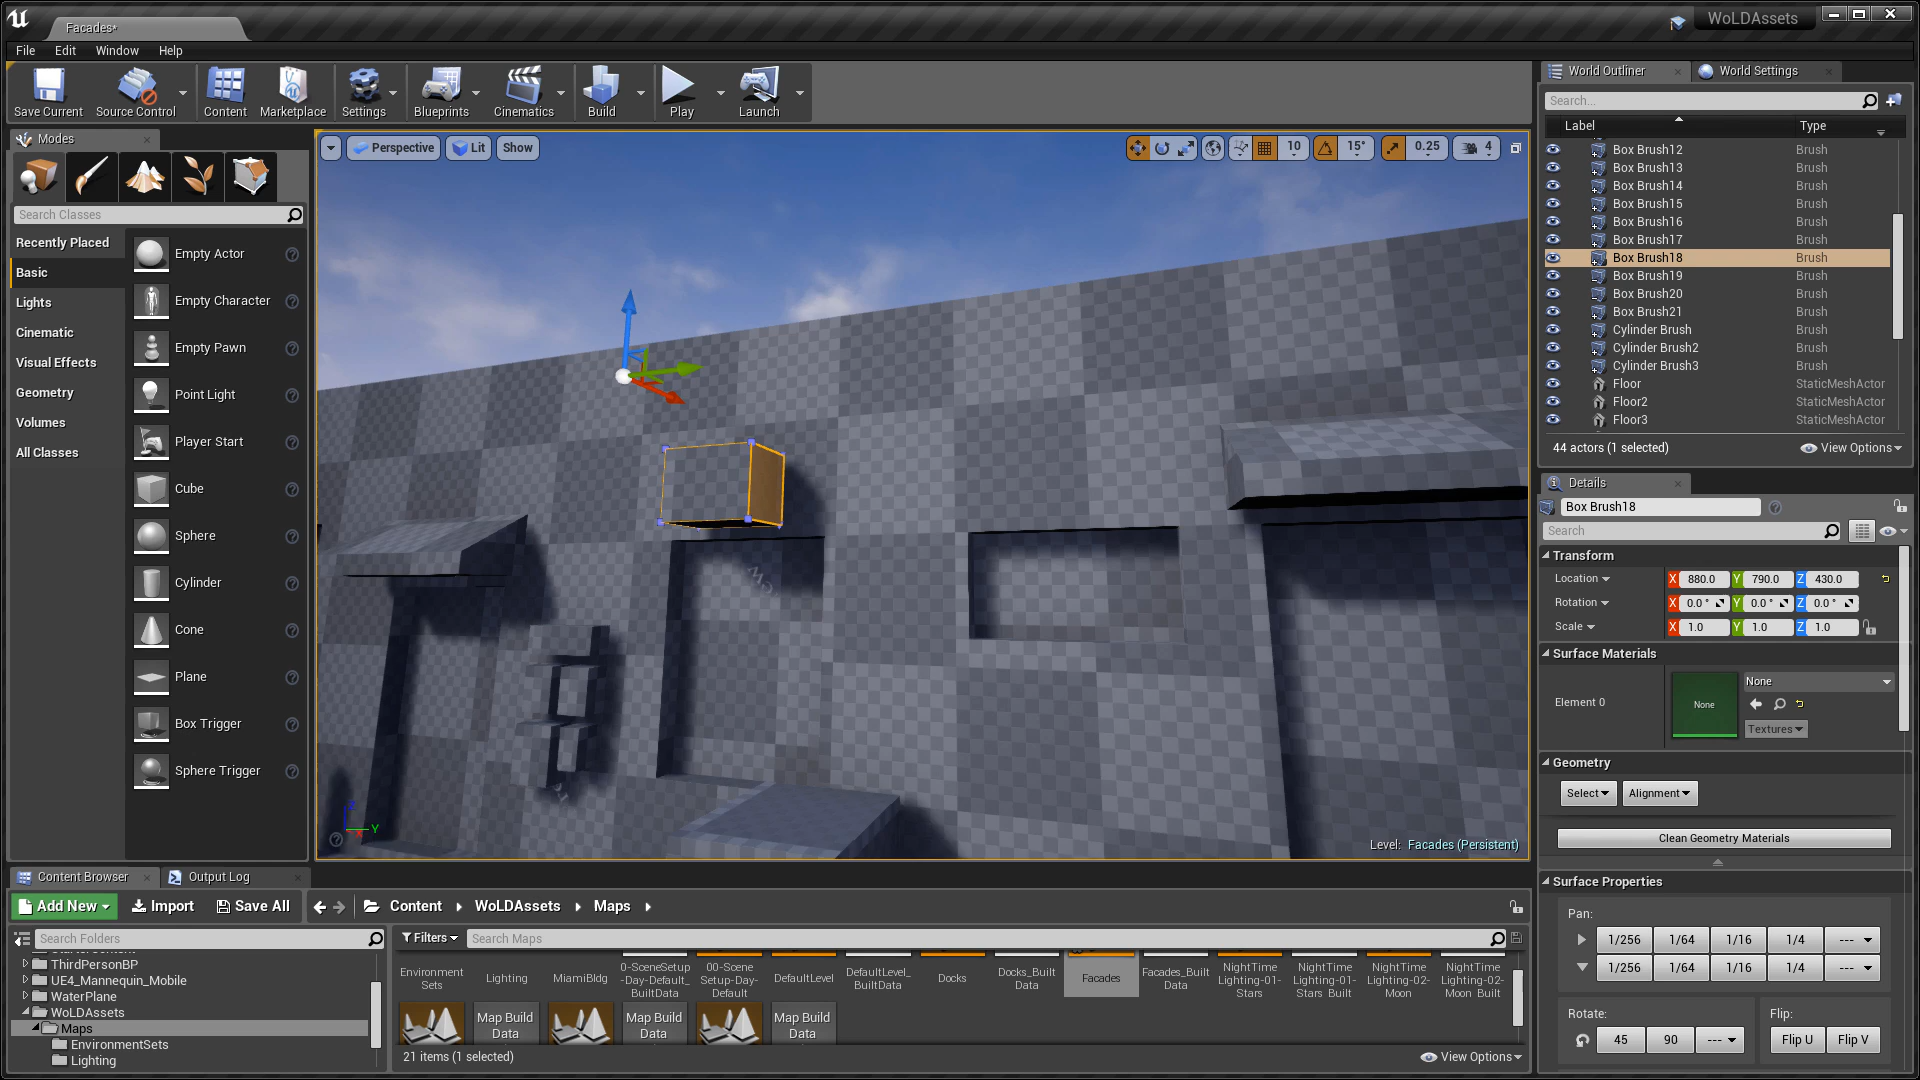 Facades*
WoLDAssets
File Edit Window Help
Save Current
Source Control
Content
Marketplace
Settings
Blueprints
Cinematics
Build
Play
Launch
Modes
Search Classes
Recently Placed
Basic
Lights
Cinematic
Visual Effects
Geometry
Volumes
All Classes
Empty Actor
Empty Character
Empty Pawn
Point Light
Player Start
Cube
Sphere
Cylinder
Cone
Plane
Box Trigger
Sphere Trigger
Perspective
Lit
Show
10
15°
0.25
4
Z
Y
Level: Facades (Persistent)
World Outliner
World Settings
Search...
Label Type
Box Brush12 Brush
Box Brush13 Brush
Box Brush14 Brush
Box Brush15 Brush
Box Brush16 Brush
Box Brush17 Brush
Box Brush18 Brush
Box Brush19 Brush
Box Brush20 Brush
Box Brush21 Brush
Cylinder Brush Brush
Cylinder Brush2 Brush
Cylinder Brush3 Brush
Floor StaticMeshActor
Floor2 StaticMeshActor
Floor3 StaticMeshActor
44 actors (1 selected)
View Options
Details
Box Brush18
Search
Transform
Location X 880.0 Y 790.0 Z 430.0
Rotation X 0.0 ° Y 0.0 ° Z 0.0 °
Scale X 1.0 Y 1.0 Z 1.0
Surface Materials
Element 0
None
None
Textures
Geometry
Select
Alignment
Clean Geometry Materials
Surface Properties
Pan:
1/256 1/64 1/16 1/4 ---
1/256 1/64 1/16 1/4 ---
Rotate:
Flip:
45 90 ---
Flip U Flip V
Content Browser
Output Log
Add New
Import
Save All
Content
WoLDAssets
Maps
Search Folders
ThirdPersonBP
UE4_Mannequin_Mobile
WaterPlane
WoLDAssets
Maps
EnvironmentSets
Lighting
Filters
Search Maps
Environment
Sets
Lighting
MiamiBldg
0-SceneSetup
-Day-Default_
BuiltData
00-Scene
Setup-Day-
Default
DefaultLevel
DefaultLevel_
BuiltData
Docks
Docks_Built
Data
Facades
Facades_Built
Data
NightTime
Lighting-01-
Stars
NightTime
Lighting-01-
Stars_Built
NightTime
Lighting-02-
Moon
NightTime
Lighting-02-
Moon_Built
Map Build
Data
Map Build
Data
Map Build
Data
21 items (1 selected)
View Options